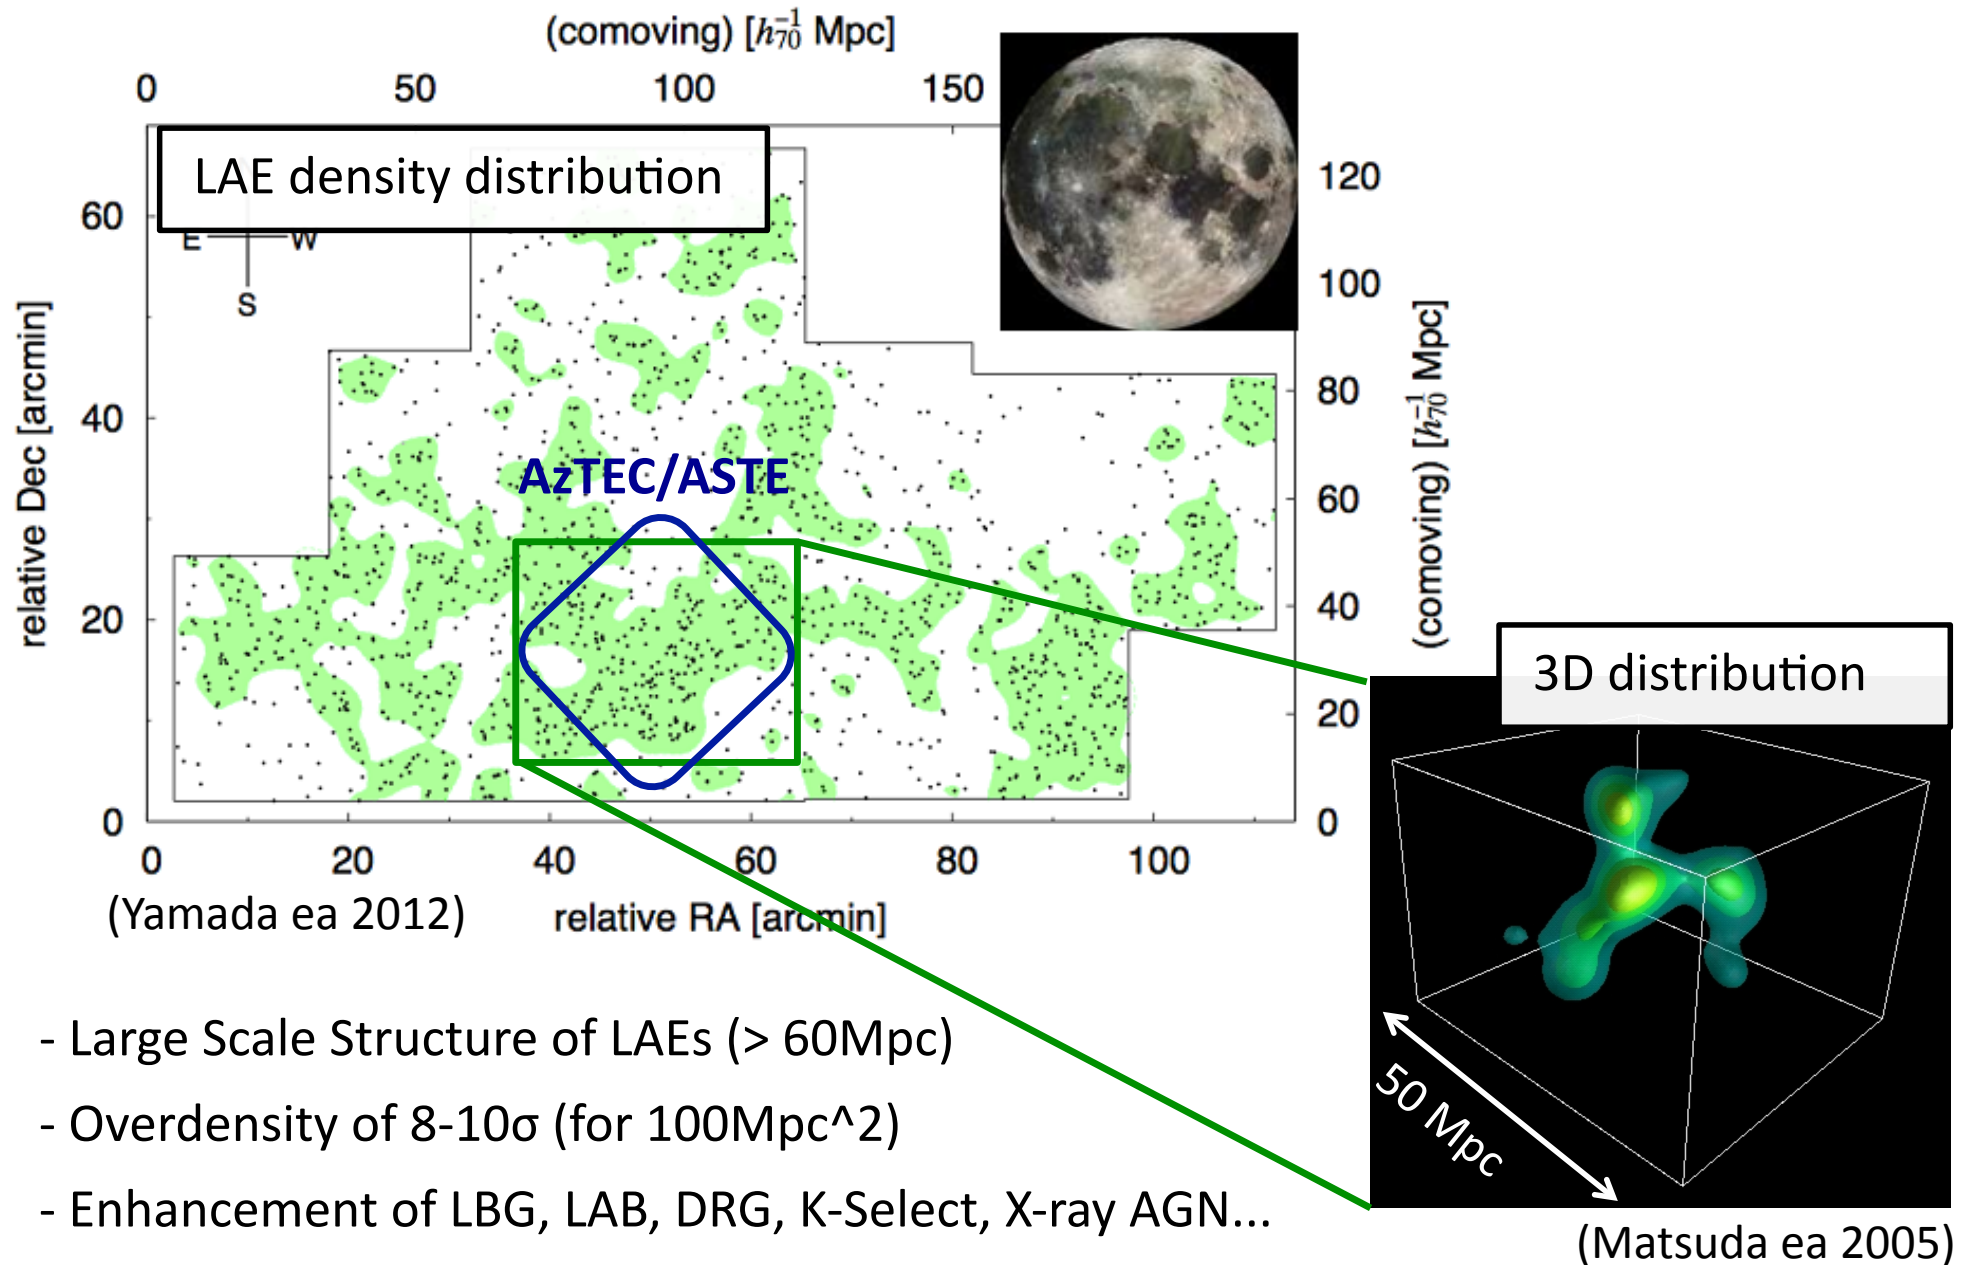 (comoving) [h₇₀⁻¹ Mpc]
0 50 100 150
LAE density distribution
E W
S
60
40
20
0
relative Dec [arcmin]
120
100
80
60
40
20
0
(comoving) [h₇₀⁻¹ Mpc]
AzTEC/ASTE
0 20 40 60 80 100
(Yamada ea 2012)
relative RA [arcmin]
3D distribution
50 Mpc
(Matsuda ea 2005)
- Large Scale Structure of LAEs (> 60Mpc)
- Overdensity of 8-10σ (for 100Mpc^2)
- Enhancement of LBG, LAB, DRG, K-Select, X-ray AGN...